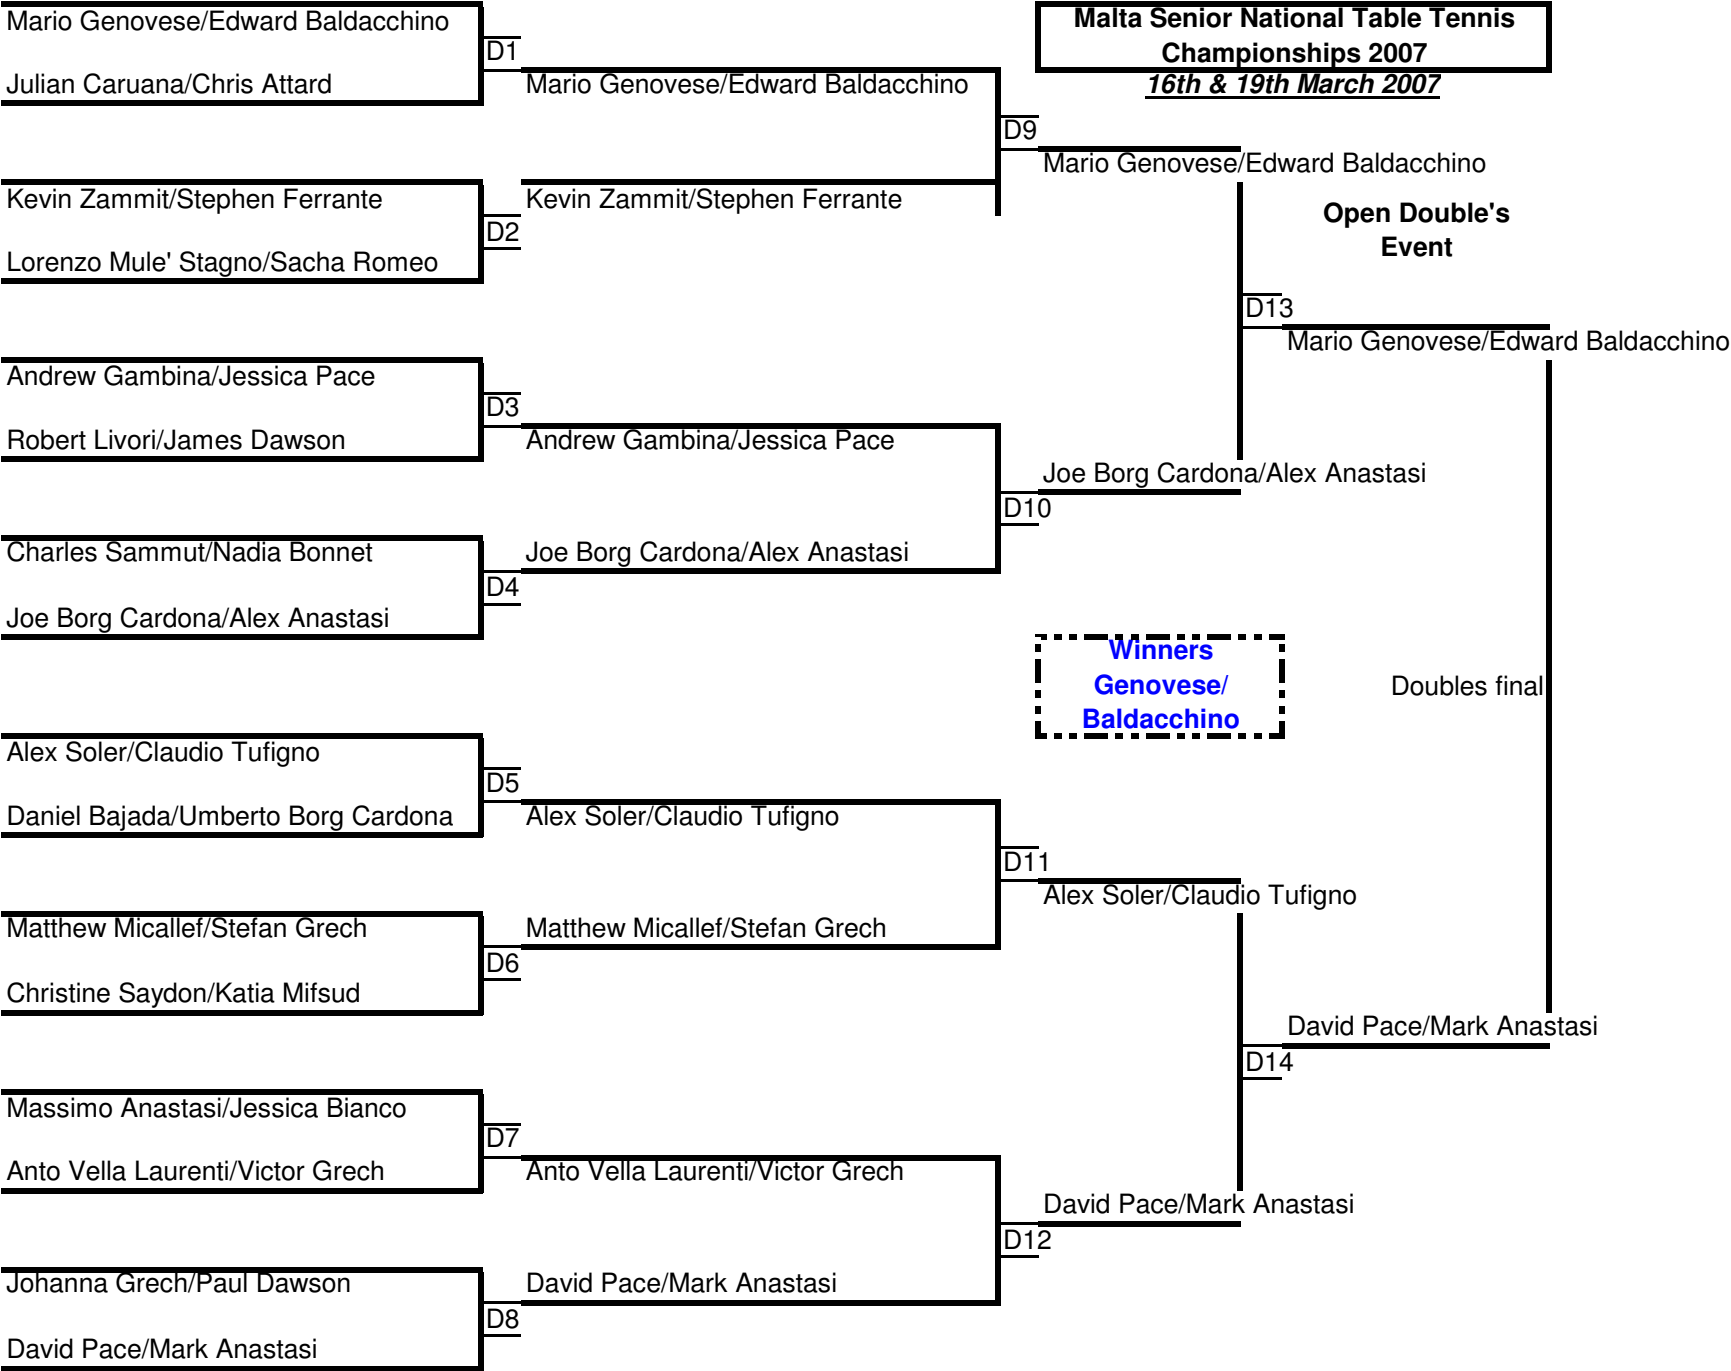 Mario Genovese/Edward Baldacchino
D1
Julian Caruana/Chris Attard
Kevin Zammit/Stephen Ferrante
D2
Lorenzo Mule' Stagno/Sacha Romeo
Andrew Gambina/Jessica Pace
D3
Robert Livori/James Dawson
Charles Sammut/Nadia Bonnet
D4
Joe Borg Cardona/Alex Anastasi
Alex Soler/Claudio Tufigno
D5
Daniel Bajada/Umberto Borg Cardona
Matthew Micallef/Stefan Grech
D6
Christine Saydon/Katia Mifsud
Massimo Anastasi/Jessica Bianco
D7
Anto Vella Laurenti/Victor Grech
Johanna Grech/Paul Dawson
D8
David Pace/Mark Anastasi
Mario Genovese/Edward Baldacchino
D9
Kevin Zammit/Stephen Ferrante
Andrew Gambina/Jessica Pace
D10
Joe Borg Cardona/Alex Anastasi
Alex Soler/Claudio Tufigno
D11
Matthew Micallef/Stefan Grech
Anto Vella Laurenti/Victor Grech
D12
David Pace/Mark Anastasi
Malta Senior National Table Tennis
Championships 2007
16th & 19th March 2007
Mario Genovese/Edward Baldacchino
Open Double's
Event
D13
Joe Borg Cardona/Alex Anastasi
Winners
Genovese/
Baldacchino
Alex Soler/Claudio Tufigno
D14
David Pace/Mark Anastasi
Mario Genovese/Edward Baldacchino
Doubles final
David Pace/Mark Anastasi